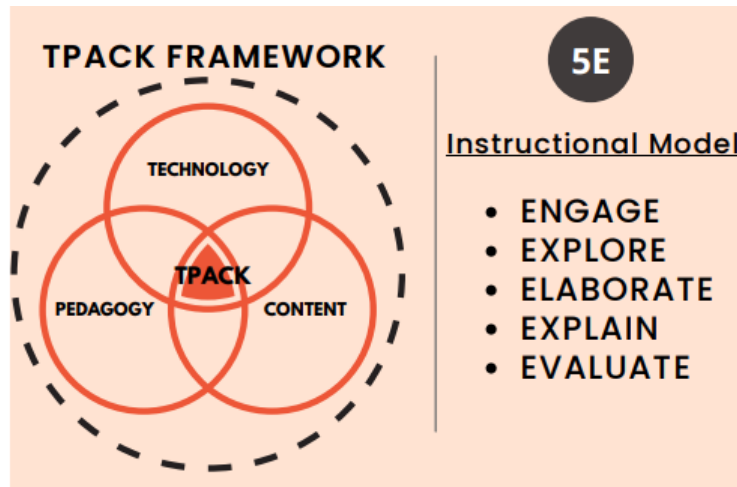 TPACK FRAMEWORK
TECHNOLOGY
TPACK
PEDAGOGY
CONTENT
5E
Instructional Model
• ENGAGE
• EXPLORE
• ELABORATE
• EXPLAIN
• EVALUATE